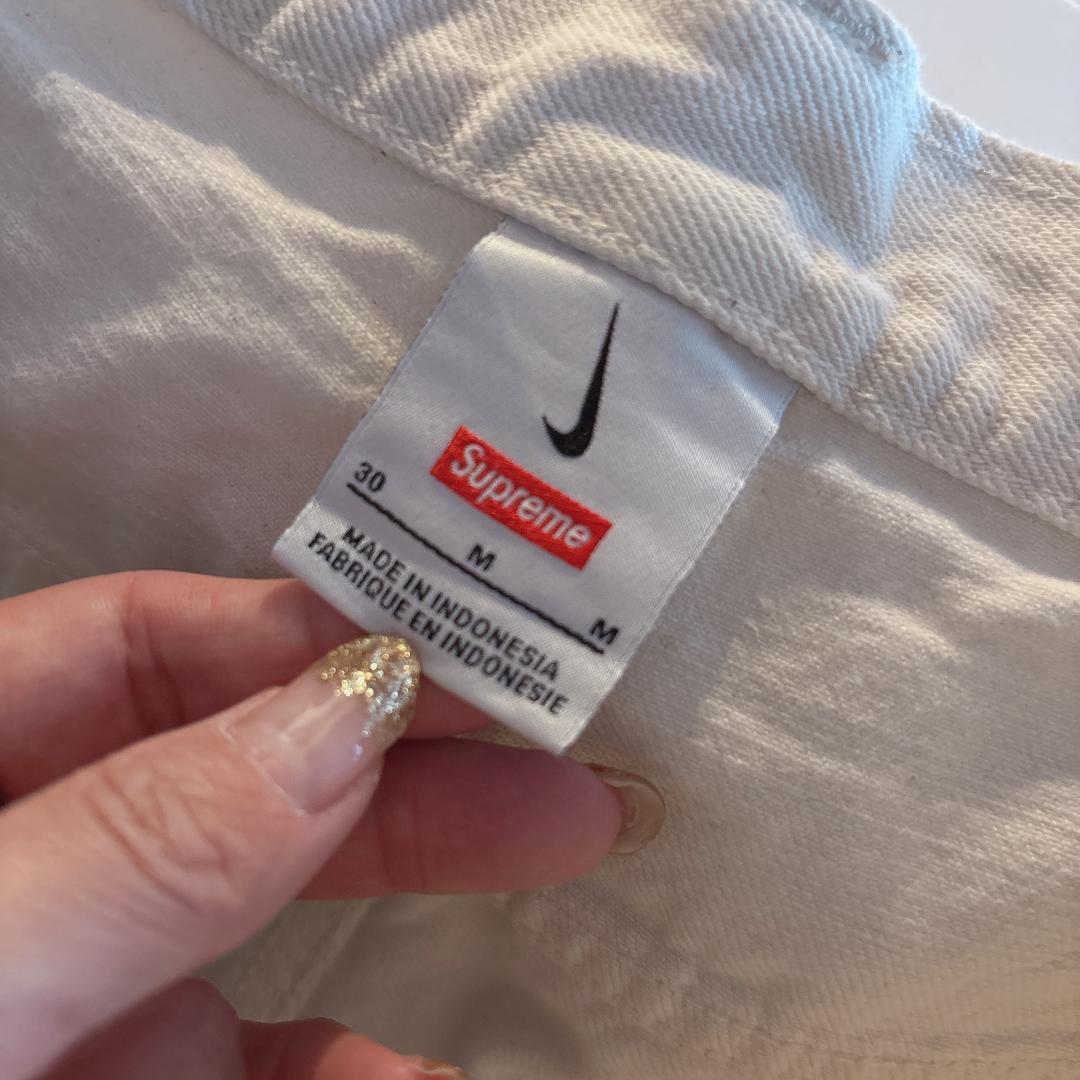 Supreme
30 M M
MADE IN INDONESIA
FABRIQUE EN INDONESIE